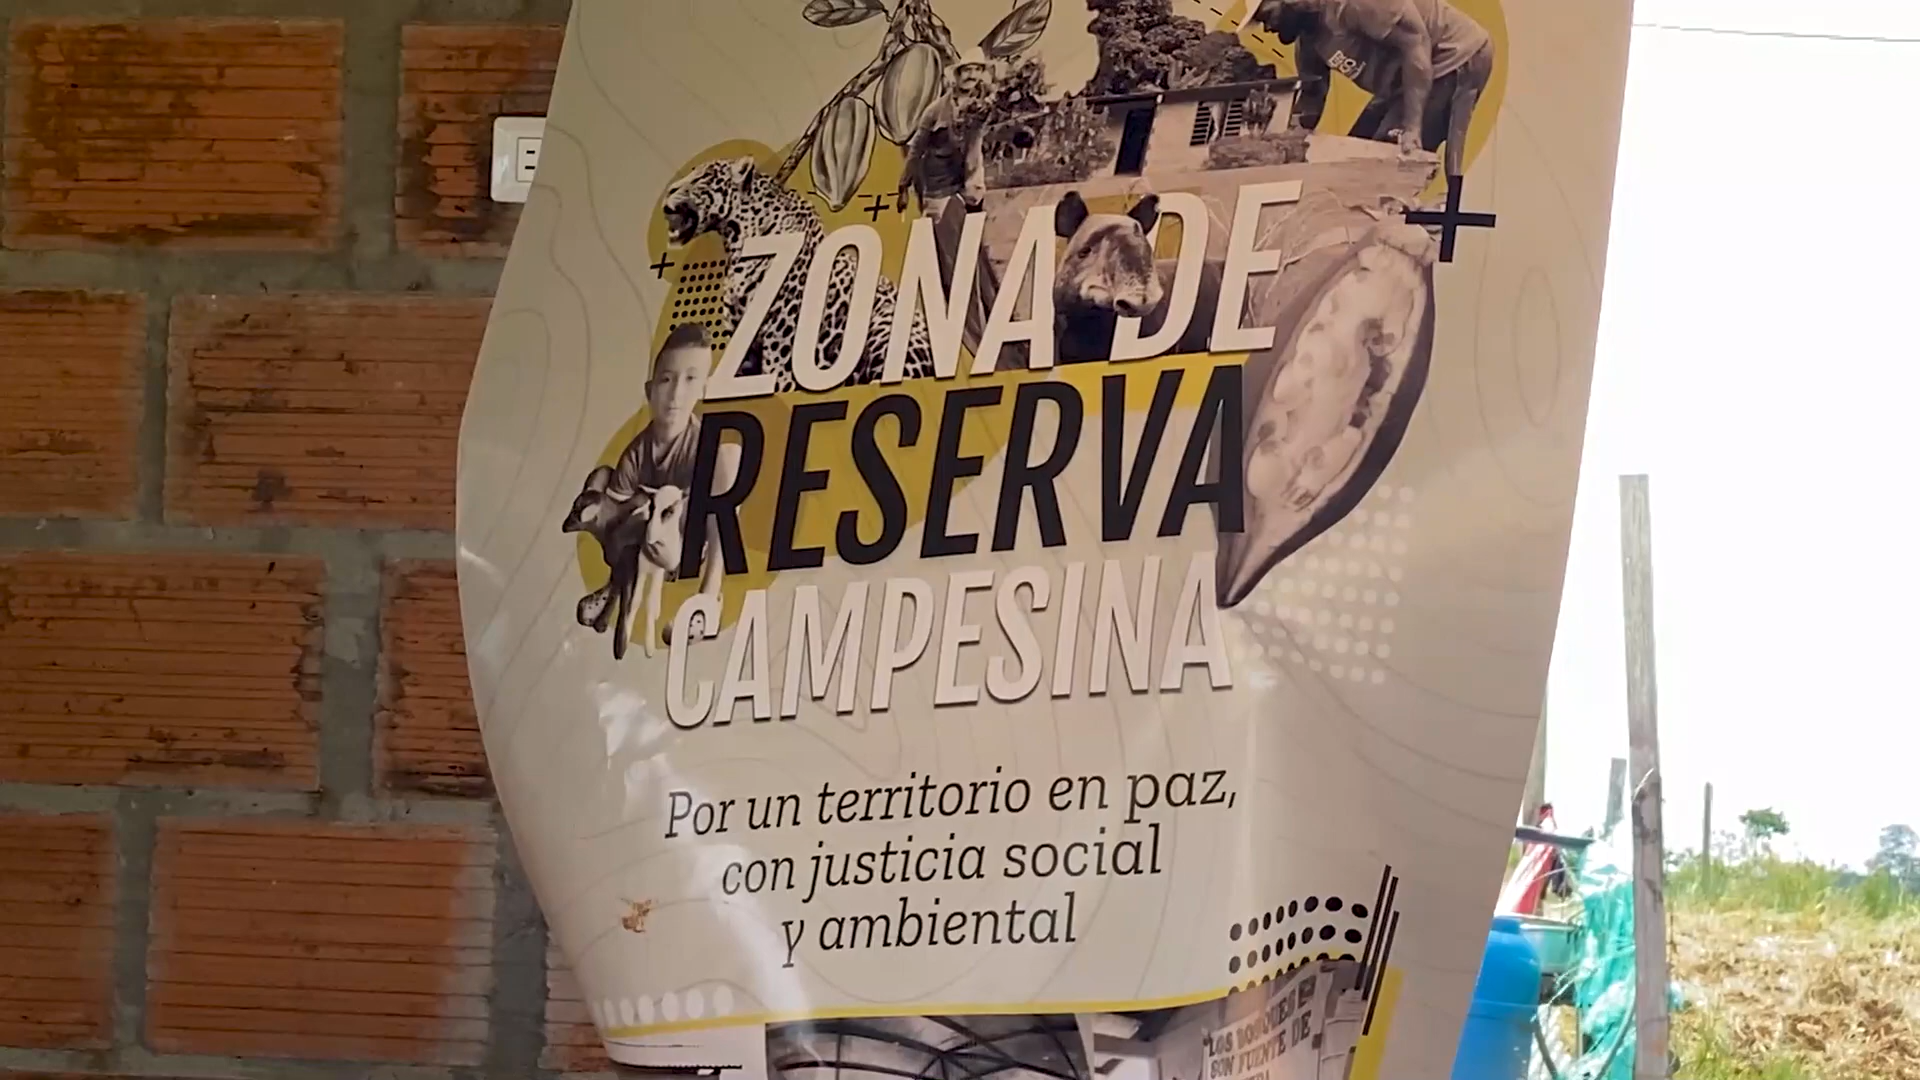 ZONA DE
RESERVA
CAMPESINA
Por un territorio en paz,
con justicia social
y ambiental
LOS BOSQUES
SON FUENTE DE